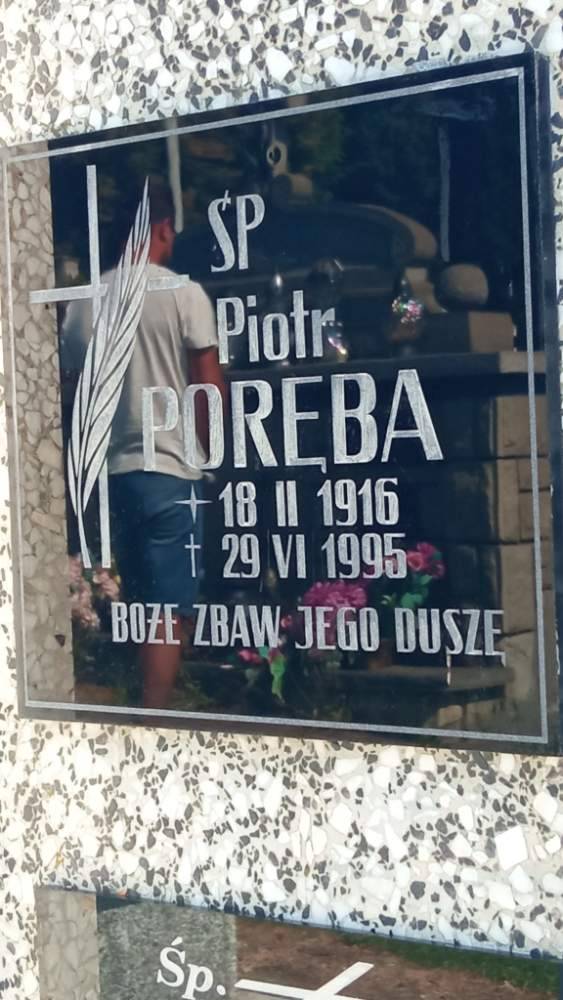 ŚP
Piotr
PORĘBA
18 II 1916
† 29 VI 1995
BOŻE ZBAW JEGO DUSZĘ
Śp.